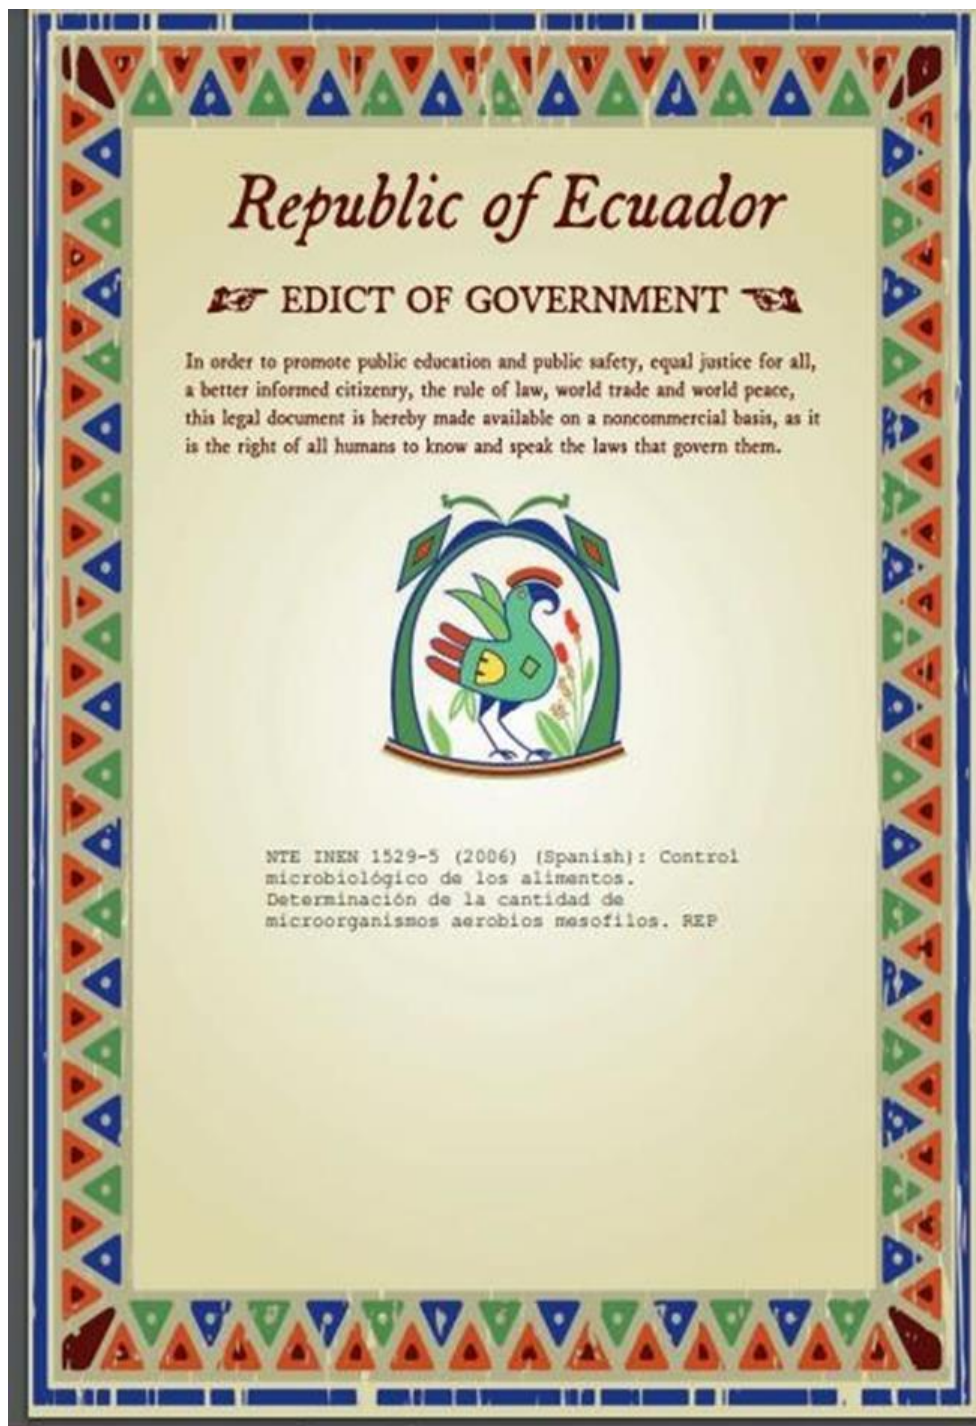 Republic of Ecuador
EDICT OF GOVERNMENT
In order to promote public education and public safety, equal justice for all,
a better informed citizenry, the rule of law, world trade and world peace,
this legal document is hereby made available on a noncommercial basis, as it
is the right of all humans to know and speak the laws that govern them.
NTE INEN 1529-5 (2006) (Spanish): Control
microbiológico de los alimentos.
Determinación de la cantidad de
microorganismos aerobios mesofilos. REP